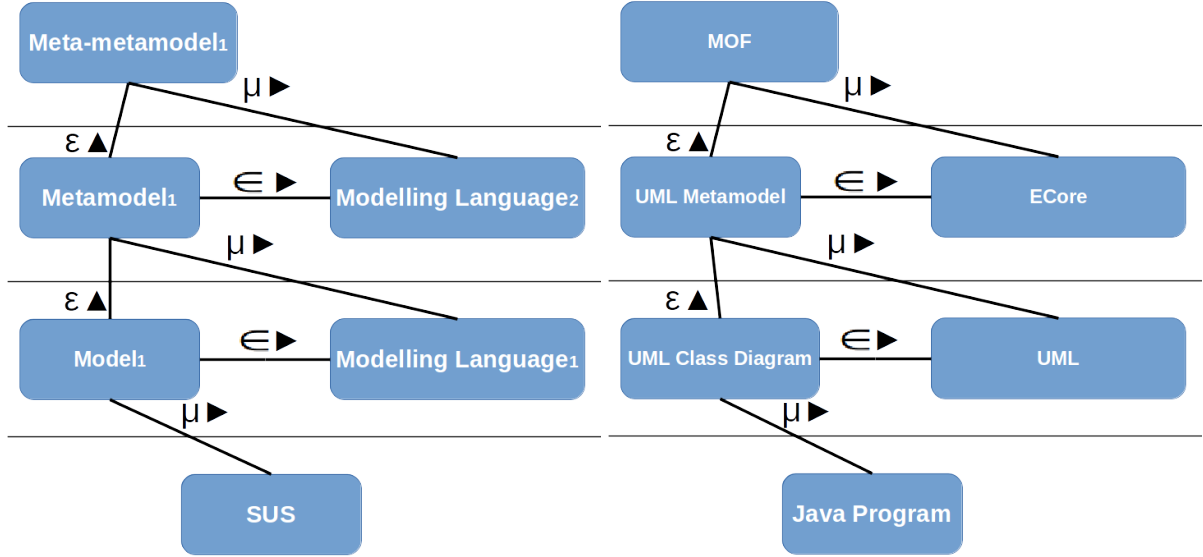 Meta-metamodel₁
μ ►
ε ▲
Metamodel₁
∈ ►
Modelling Language₂
μ ►
ε ▲
Model₁
∈ ►
Modelling Language₁
μ ►
SUS
MOF
μ ►
ε ▲
UML Metamodel
∈ ►
ECore
μ ►
ε ▲
UML Class Diagram
∈ ►
UML
μ ►
Java Program